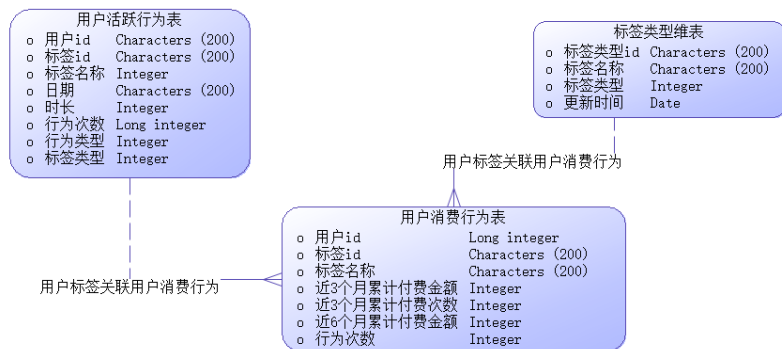 用户活跃行为表
o 用户id Characters (200)
o 标签id Characters (200)
o 标签名称 Integer
o 日期 Characters (200)
o 时长 Integer
o 行为次数 Long integer
o 行为类型 Integer
o 标签类型 Integer
标签类型维表
o 标签类型id Characters (200)
o 标签名称 Characters (200)
o 标签类型 Integer
o 更新时间 Date
用户标签关联用户消费行为
用户标签关联用户消费行为
用户消费行为表
o 用户id Long integer
o 标签id Characters (200)
o 标签名称 Characters (200)
o 近3个月累计付费金额 Integer
o 近3个月累计付费次数 Integer
o 近6个月累计付费金额 Integer
o 行为次数 Integer